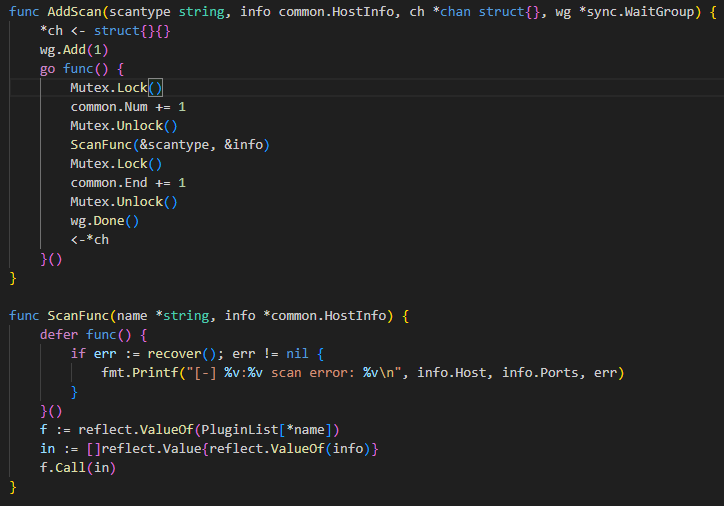 func AddScan(scantype string, info common.HostInfo, ch *chan struct{}, wg *sync.WaitGroup) {
    *ch <- struct{}{}
    wg.Add(1)
    go func() {
        Mutex.Lock()
        common.Num += 1
        Mutex.Unlock()
        ScanFunc(&scantype, &info)
        Mutex.Lock()
        common.End += 1
        Mutex.Unlock()
        wg.Done()
        <-*ch
    }()
}

func ScanFunc(name *string, info *common.HostInfo) {
    defer func() {
        if err := recover(); err != nil {
            fmt.Printf("[-] %v:%v scan error: %v\n", info.Host, info.Ports, err)
        }
    }()
    f := reflect.ValueOf(PluginList[*name])
    in := []reflect.Value{reflect.ValueOf(info)}
    f.Call(in)
}